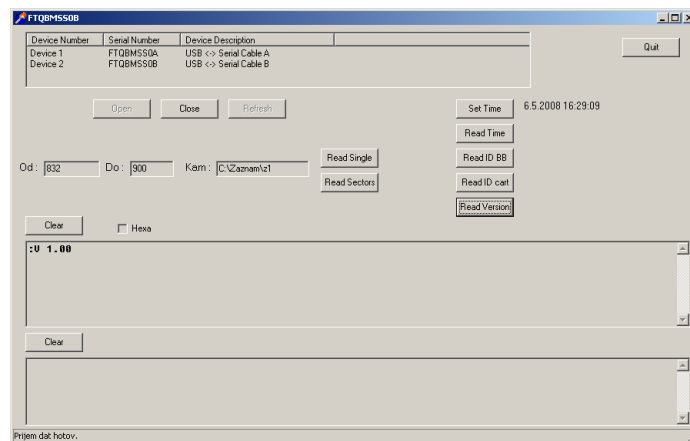 FTQBMSS0B
Device Number Serial Number Device Description
Device 1 FTQBMSS0A USB <-> Serial Cable A
Device 2 FTQBMSS0B USB <-> Serial Cable B
Quit
Open Close Refresh
Set Time 6.5.2008 16:29:09
Read Time
Od : 832 Do : 900 Kam : C:\Zaznam\z1
Read Single Read ID BB
Read Sectors Read ID cart
Read Version
Clear Hexa
:V 1.00
Clear
Prijem dat hotov.